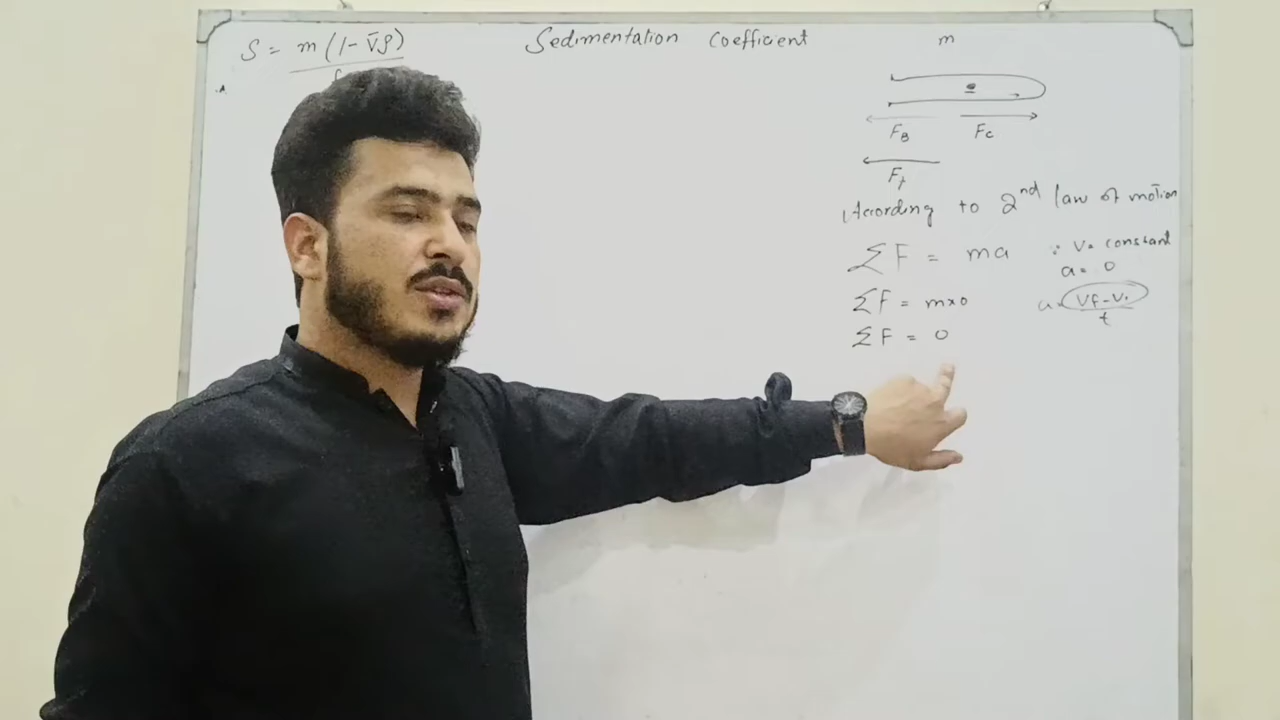 S = m(1-V̄ρ)
Sedimentation Coefficient
m
F_B F_C
F_f
According to 2nd law of motion
ΣF = ma
∵ V = constant
a = 0
ΣF = m×0
a = Vf-Vi / t
ΣF = 0